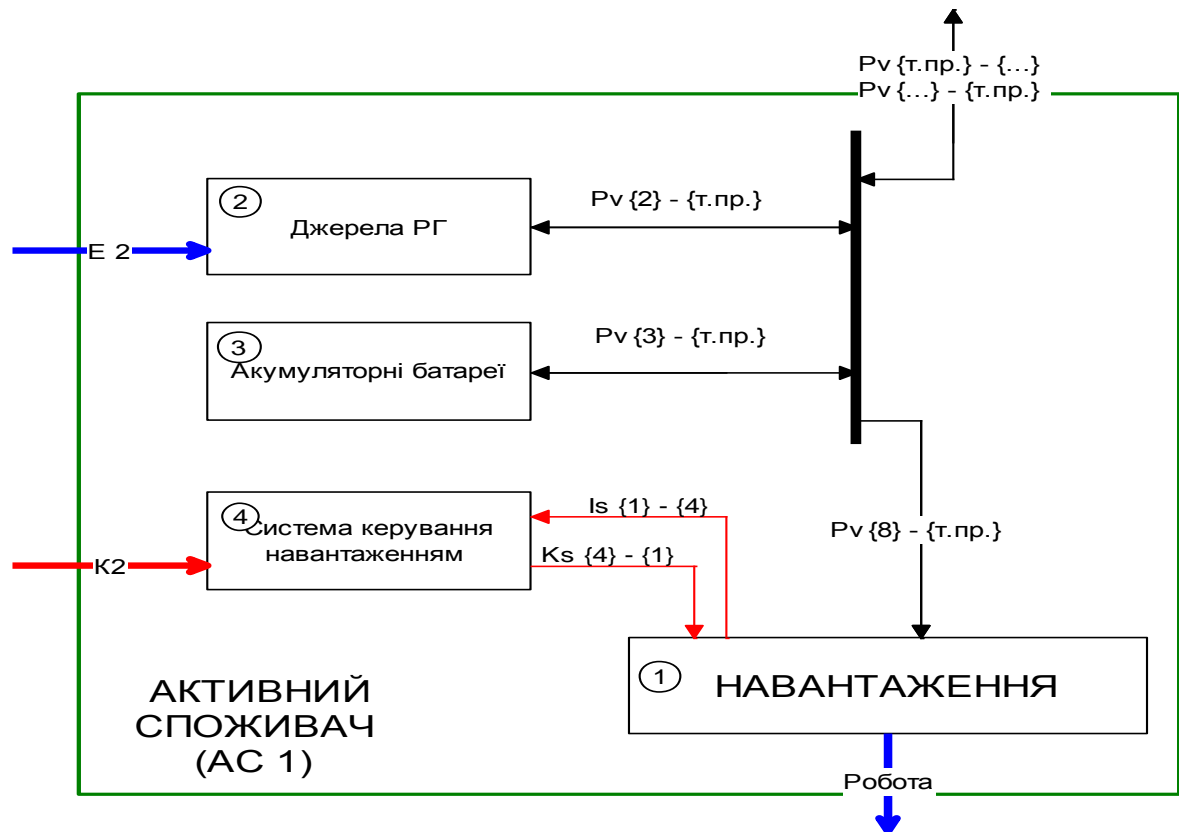 Pv {т.пр.} - {...}
Pv {...} - {т.пр.}
2
Джерела РГ
Pv {2} - {т.пр.}
Е 2
3
Акумуляторні батареї
Pv {3} - {т.пр.}
4
Система керування
навантаженням
Is {1} - {4}
Ks {4} - {1}
К2
Pv {8} - {т.пр.}
1
НАВАНТАЖЕННЯ
АКТИВНИЙ
СПОЖИВАЧ
(АС 1)
Робота